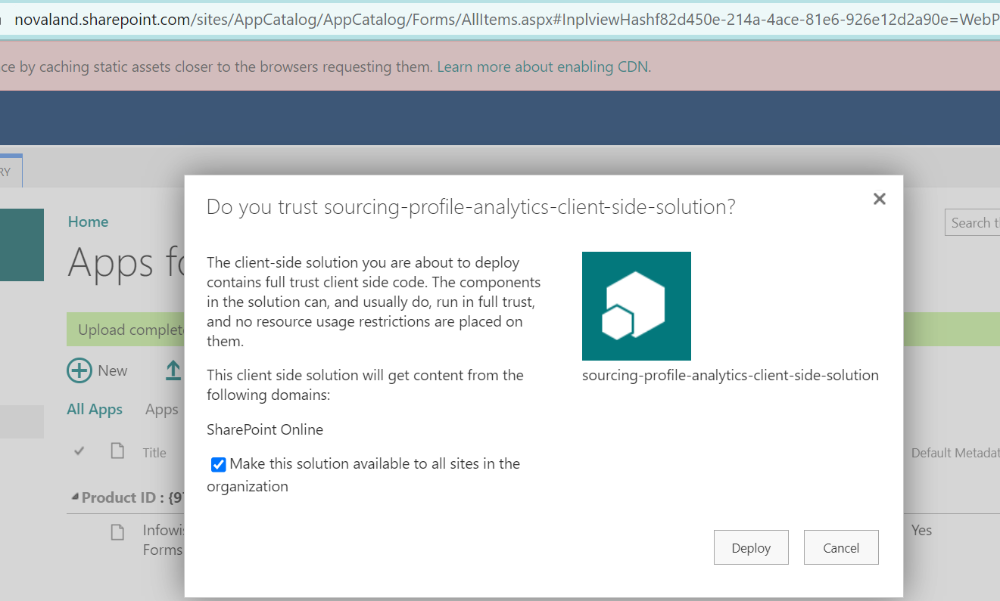 novaland.sharepoint.com/sites/AppCatalog/AppCatalog/Forms/AllItems.aspx#InplviewHashf82d450e-214a-4ace-81e6-926e12d2a90e=WebP
ce by caching static assets closer to the browsers requesting them. Learn more about enabling CDN.
RY
Do you trust sourcing-profile-analytics-client-side-solution?
Home
Search t
Apps fo
The client-side solution you are about to deploy
contains full trust client side code. The components
in the solution can, and usually do, run in full trust,
and no resource usage restrictions are placed on
them.
Upload complet
New
This client side solution will get content from the
following domains:
sourcing-profile-analytics-client-side-solution
All Apps
Apps
SharePoint Online
Title
Default Metadat
Make this solution available to all sites in the
organization
Product ID : {97
Infowis
Forms
Yes
Deploy
Cancel